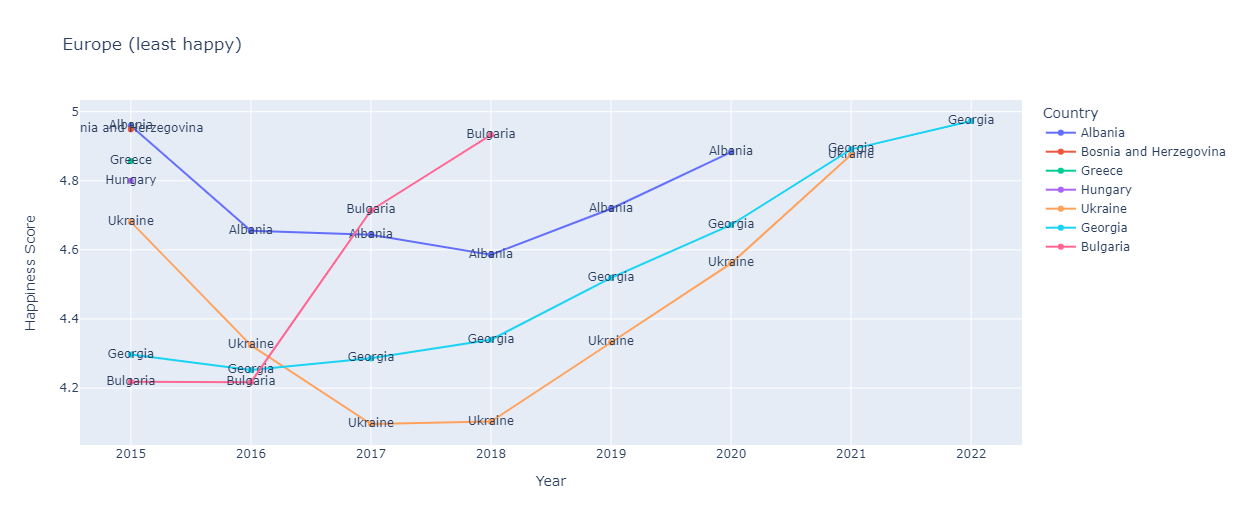 Europe (least happy)
Happiness Score
5
4.8
4.6
4.4
4.2
Albania
nia and Herzegovina
Greece
Hungary
Ukraine
Georgia
Bulgaria
Albania
Ukraine
Georgia
Bulgaria
Bulgaria
Albania
Georgia
Ukraine
Bulgaria
Albania
Georgia
Ukraine
Albania
Georgia
Ukraine
Albania
Georgia
Ukraine
Georgia
Ukraine
Georgia
2015 2016 2017 2018 2019 2020 2021 2022
Year
Country
Albania
Bosnia and Herzegovina
Greece
Hungary
Ukraine
Georgia
Bulgaria